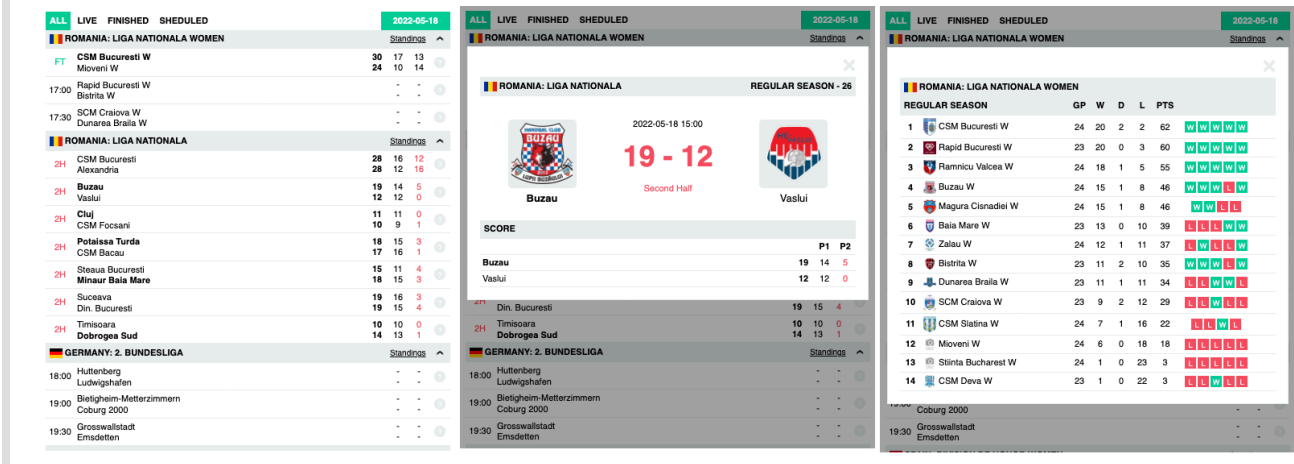 ALL LIVE FINISHED SHEDULED 2022-05-18
ROMANIA: LIGA NATIONALA WOMEN Standings
FT CSM Bucuresti W 30 17 13
Mioveni W 24 10 14
17:00 Rapid Bucuresti W - -
Bistrita W - -
17:30 SCM Craiova W - -
Dunarea Braila W - -
ROMANIA: LIGA NATIONALA Standings
2H CSM Bucuresti 28 16 12
Alexandria 28 12 16
2H Buzau 19 14 5
Vaslui 12 12 0
2H Cluj 11 11 0
CSM Focsani 10 9 1
2H Potaissa Turda 18 15 3
CSM Bacau 17 16 1
2H Steaua Bucuresti 15 11 4
Minaur Baia Mare 18 15 3
2H Suceava 19 16 3
Din. Bucuresti 19 15 4
2H Timisoara 10 10 0
Dobrogea Sud 14 13 1
GERMANY: 2. BUNDESLIGA Standings
18:00 Huttenberg - -
Ludwigshafen - -
19:00 Bietigheim-Metterzimmern - -
Coburg 2000 - -
19:30 Grosswallstadt - -
Emsdetten - -
ALL LIVE FINISHED SHEDULED 2022-05-18
ROMANIA: LIGA NATIONALA WOMEN Standings
ROMANIA: LIGA NATIONALA REGULAR SEASON - 26
2022-05-18 15:00
BUZAU
19 - 12
Second Half
Buzau Vaslui
SCORE
P1 P2
Buzau 19 14 5
Vaslui 12 12 0
2H
Din. Bucuresti 19 15 4
2H Timisoara 10 10 0
Dobrogea Sud 14 13 1
GERMANY: 2. BUNDESLIGA Standings
18:00 Huttenberg - -
Ludwigshafen - -
19:00 Bietigheim-Metterzimmern - -
Coburg 2000 - -
19:30 Grosswallstadt - -
Emsdetten - -
ALL LIVE FINISHED SHEDULED 2022-05-18
ROMANIA: LIGA NATIONALA WOMEN Standings
ROMANIA: LIGA NATIONALA WOMEN
REGULAR SEASON GP W D L PTS
1 CSM Bucuresti W 24 20 2 2 62 W W W W W
2 Rapid Bucuresti W 23 20 0 3 60 W W W W W
3 Ramnicu Valcea W 24 18 1 5 55 W W W W W
4 Buzau W 24 15 1 8 46 W W W L W
5 Magura Cisnadiei W 24 15 1 8 46 W W L L
6 Baia Mare W 23 13 0 10 39 L L L W W
7 Zalau W 24 12 1 11 37 L W L L W
8 Bistrita W 23 11 2 10 35 W W W L W
9 Dunarea Braila W 23 11 1 11 34 L L W W L
10 SCM Craiova W 23 9 2 12 29 L L W L L
11 CSM Slatina W 24 7 1 16 22 L L W L
12 Mioveni W 24 6 0 18 18 L L L L L
13 Stiinta Bucharest W 24 1 0 23 3 L L L L L
14 CSM Deva W 23 1 0 22 3 L L W L L
Coburg 2000 - -
19:30 Grosswallstadt - -
Emsdetten - -